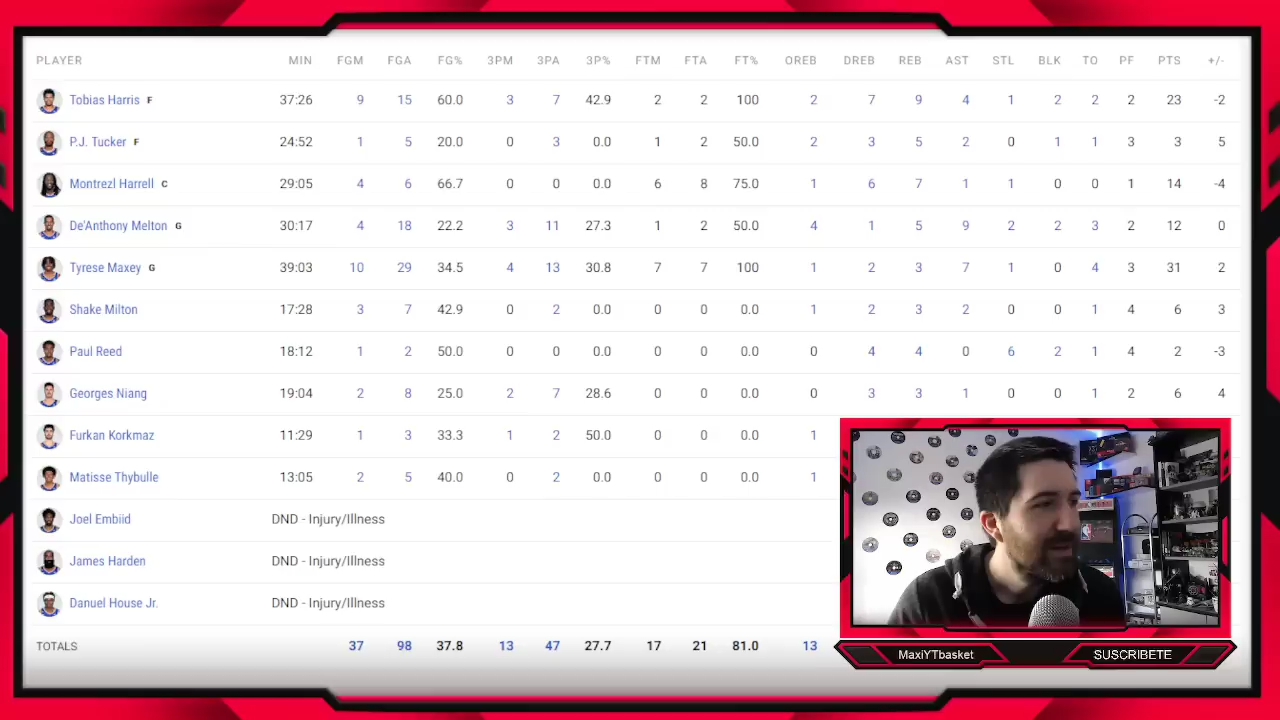 PLAYER MIN FGM FGA FG% 3PM 3PA 3P% FTM FTA FT% OREB DREB REB AST STL BLK TO PF PTS +/-
Tobias Harris F 37:26 9 15 60.0 3 7 42.9 2 2 100 2 7 9 4 1 2 2 2 23 -2
P.J. Tucker F 24:52 1 5 20.0 0 3 0.0 1 2 50.0 2 3 5 2 0 1 1 3 3 5
Montrezl Harrell C 29:05 4 6 66.7 0 0 0.0 6 8 75.0 1 6 7 1 1 0 0 1 14 -4
De'Anthony Melton G 30:17 4 18 22.2 3 11 27.3 1 2 50.0 4 1 5 9 2 2 3 2 12 0
Tyrese Maxey G 39:03 10 29 34.5 4 13 30.8 7 7 100 1 2 3 7 1 0 4 3 31 2
Shake Milton 17:28 3 7 42.9 0 2 0.0 0 0 0.0 1 2 3 2 0 0 1 4 6 3
Paul Reed 18:12 1 2 50.0 0 0 0.0 0 0 0.0 0 4 4 0 6 2 1 4 2 -3
Georges Niang 19:04 2 8 25.0 2 7 28.6 0 0 0.0 0 3 3 1 0 0 1 2 6 4
Furkan Korkmaz 11:29 1 3 33.3 1 2 50.0 0 0 0.0 1
Matisse Thybulle 13:05 2 5 40.0 0 2 0.0 0 0 0.0 1
Joel Embiid DND - Injury/Illness
James Harden DND - Injury/Illness
Danuel House Jr. DND - Injury/Illness
TOTALS 37 98 37.8 13 47 27.7 17 21 81.0 13
MaxiYTbasket SUSCRIBETE